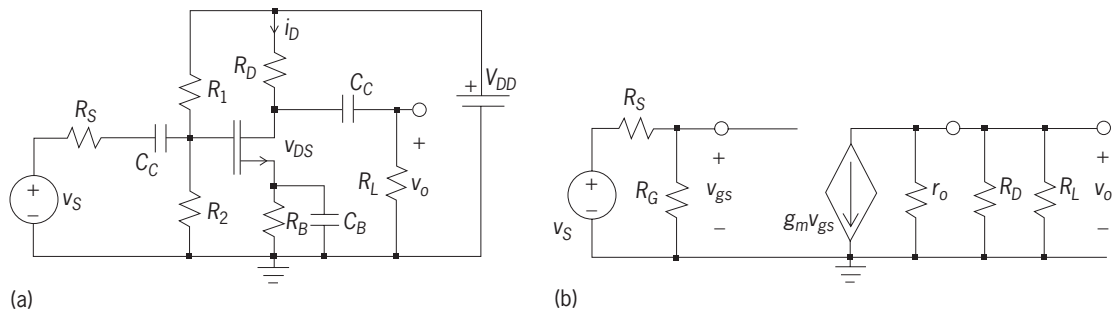 i_D
R_D
R_1
C_C
+
V_DD
R_S
C_C
v_DS
+
R_L
v_o
+
−
v_S
R_2
R_B
C_B
(a)
R_S
+
+
+
−
v_S
R_G
v_gs
−
g_m v_gs
r_o
R_D
R_L
v_o
−
(b)